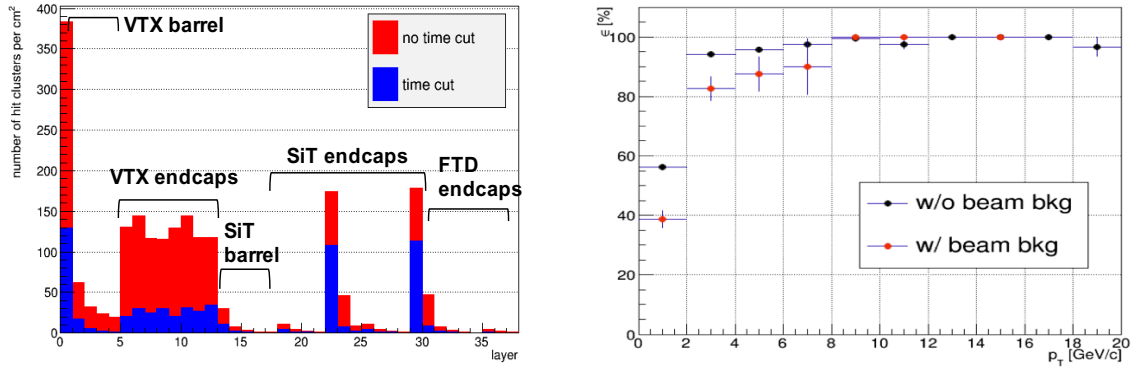 number of hit clusters per cm²
400
350
300
250
200
150
100
50
0
VTX barrel
no time cut
time cut
SiT endcaps
FTD
endcaps
VTX endcaps
SiT
barrel
0 5 10 15 20 25 30 35
layer
ϵ [%]
100
80
60
40
20
0
w/o beam bkg
w/ beam bkg
0 2 4 6 8 10 12 14 16 18 20
p_T [GeV/c]